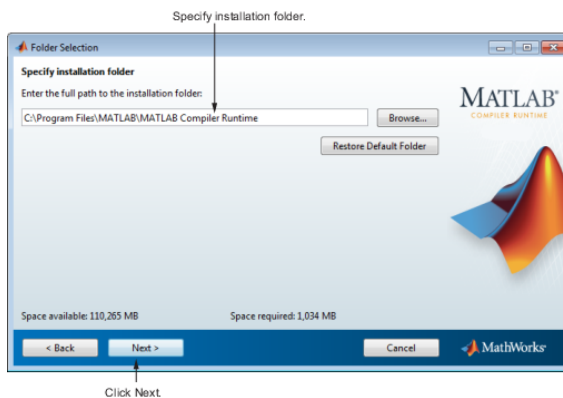 Specify installation folder.
Folder Selection
Specify installation folder
Enter the full path to the installation folder:
C:\Program Files\MATLAB\MATLAB Compiler Runtime
Browse...
Restore Default Folder
MATLAB®
COMPILER RUNTIME
Space available: 110,265 MB
Space required: 1,034 MB
< Back
Next >
Cancel
MathWorks®
Click Next.